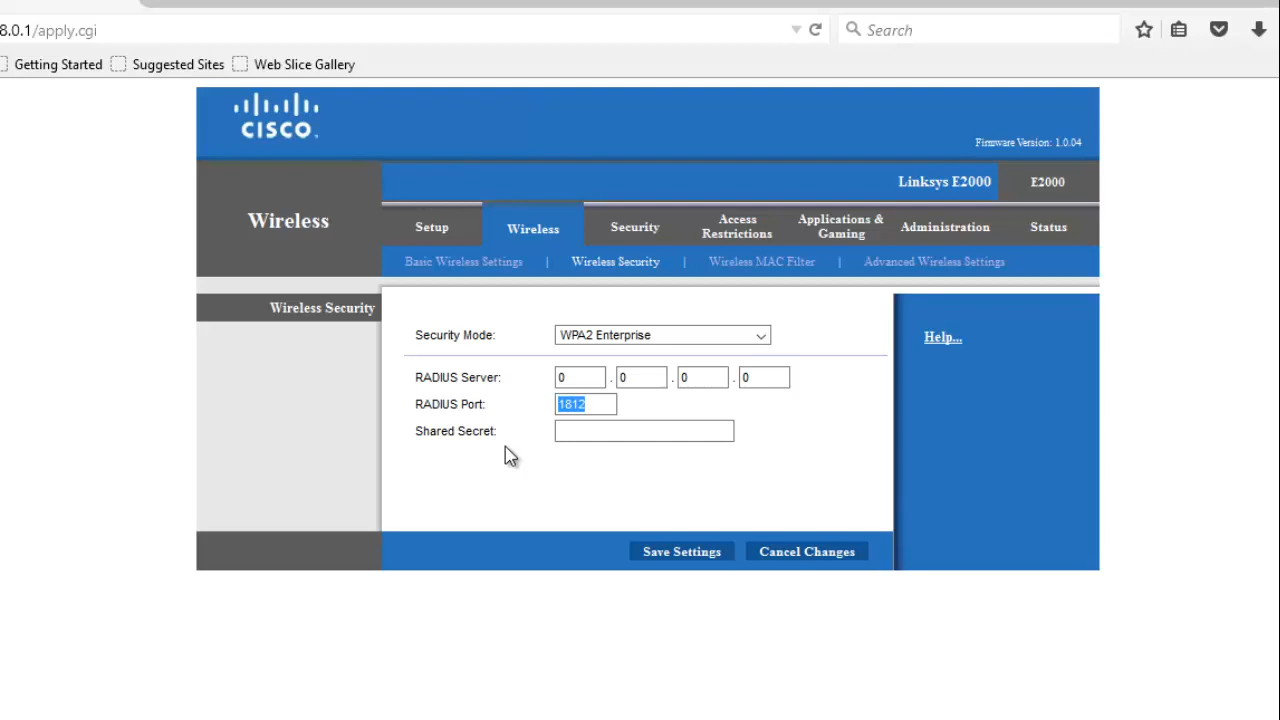 8.0.1/apply.cgi
Search
Getting Started
Suggested Sites
Web Slice Gallery
CISCO.
Firmware Version: 1.0.04
Linksys E2000
E2000
Wireless
Setup
Wireless
Security
Access
Restrictions
Applications &
Gaming
Administration
Status
Basic Wireless Settings
|
Wireless Security
|
Wireless MAC Filter
|
Advanced Wireless Settings
Wireless Security
Security Mode:
WPA2 Enterprise
Help...
RADIUS Server:
0 . 0 . 0 . 0
RADIUS Port:
1812
Shared Secret:
Save Settings
Cancel Changes